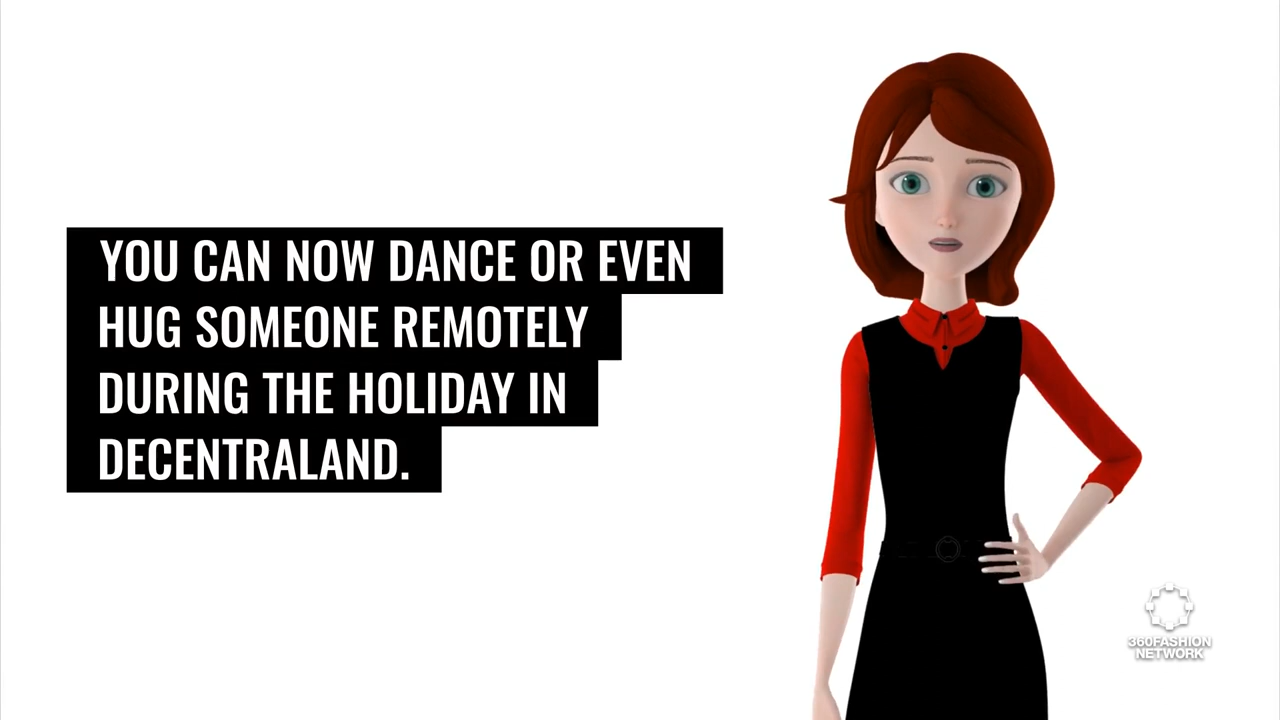 YOU CAN NOW DANCE OR EVEN
HUG SOMEONE REMOTELY
DURING THE HOLIDAY IN
DECENTRALAND.
360FASHION
NETWORK